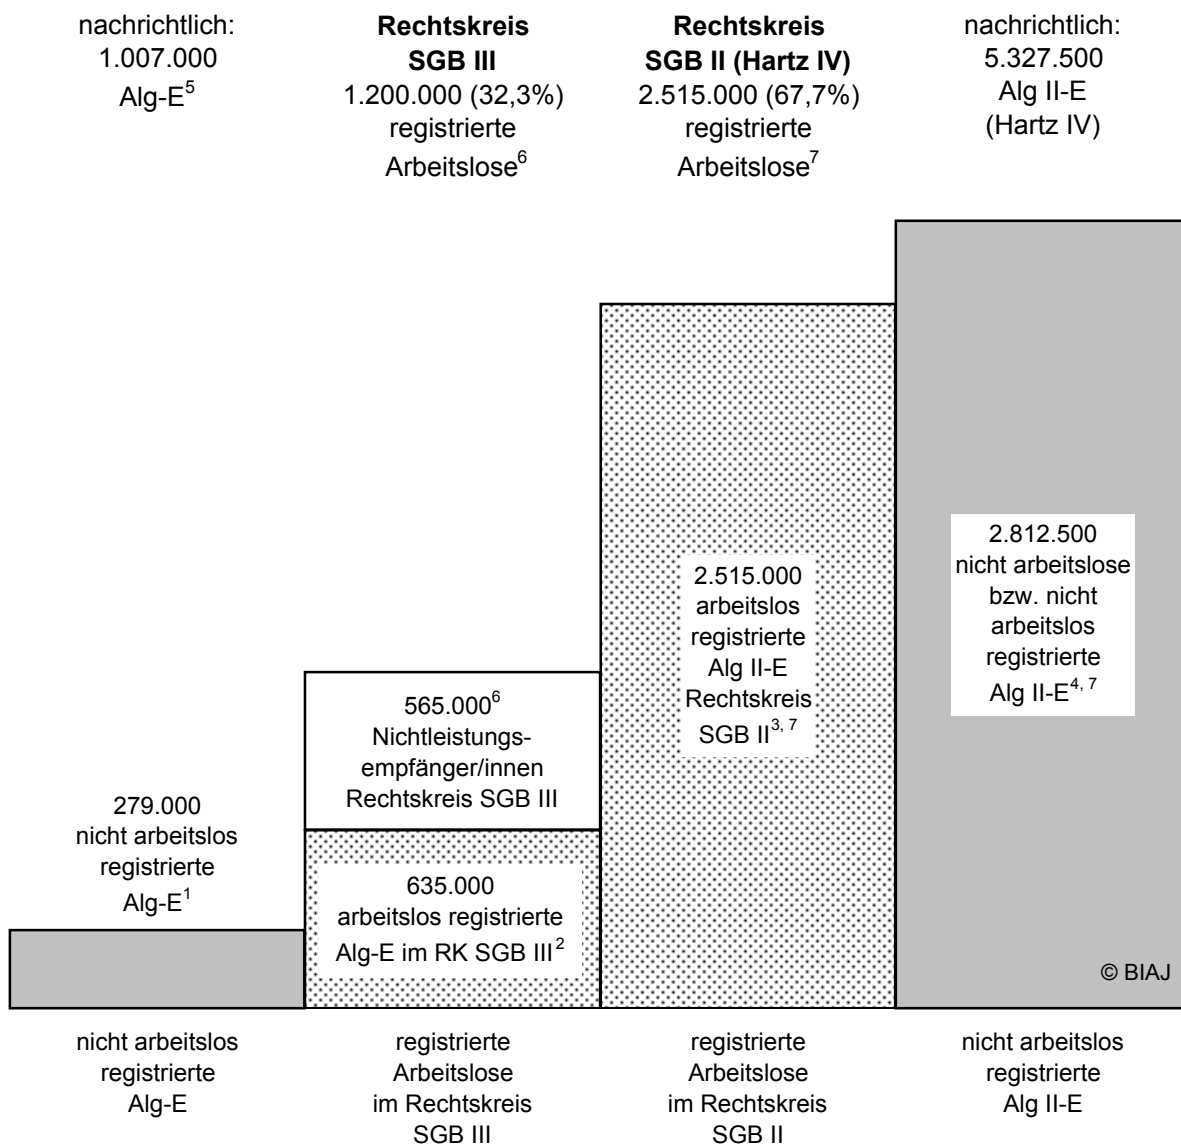 nachrichtlich:
1.007.000
Alg-E⁵
Rechtskreis
SGB III
1.200.000 (32,3%)
registrierte
Arbeitslose⁶
Rechtskreis
SGB II (Hartz IV)
2.515.000 (67,7%)
registrierte
Arbeitslose⁷
nachrichtlich:
5.327.500
Alg II-E
(Hartz IV)
279.000
nicht arbeitslos
registrierte
Alg-E¹
565.000⁶
Nichtleistungs-
empfänger/innen
Rechtskreis SGB III
635.000
arbeitslos registrierte
Alg-E im RK SGB III²
2.515.000
arbeitslos
registrierte
Alg II-E
Rechtskreis
SGB II³, ⁷
2.812.500
nicht arbeitslose
bzw. nicht
arbeitslos
registrierte
Alg II-E⁴, ⁷
© BIAJ
nicht arbeitslos
registrierte
Alg-E
registrierte
Arbeitslose
im Rechtskreis
SGB III
registrierte
Arbeitslose
im Rechtskreis
SGB II
nicht arbeitslos
registrierte
Alg II-E